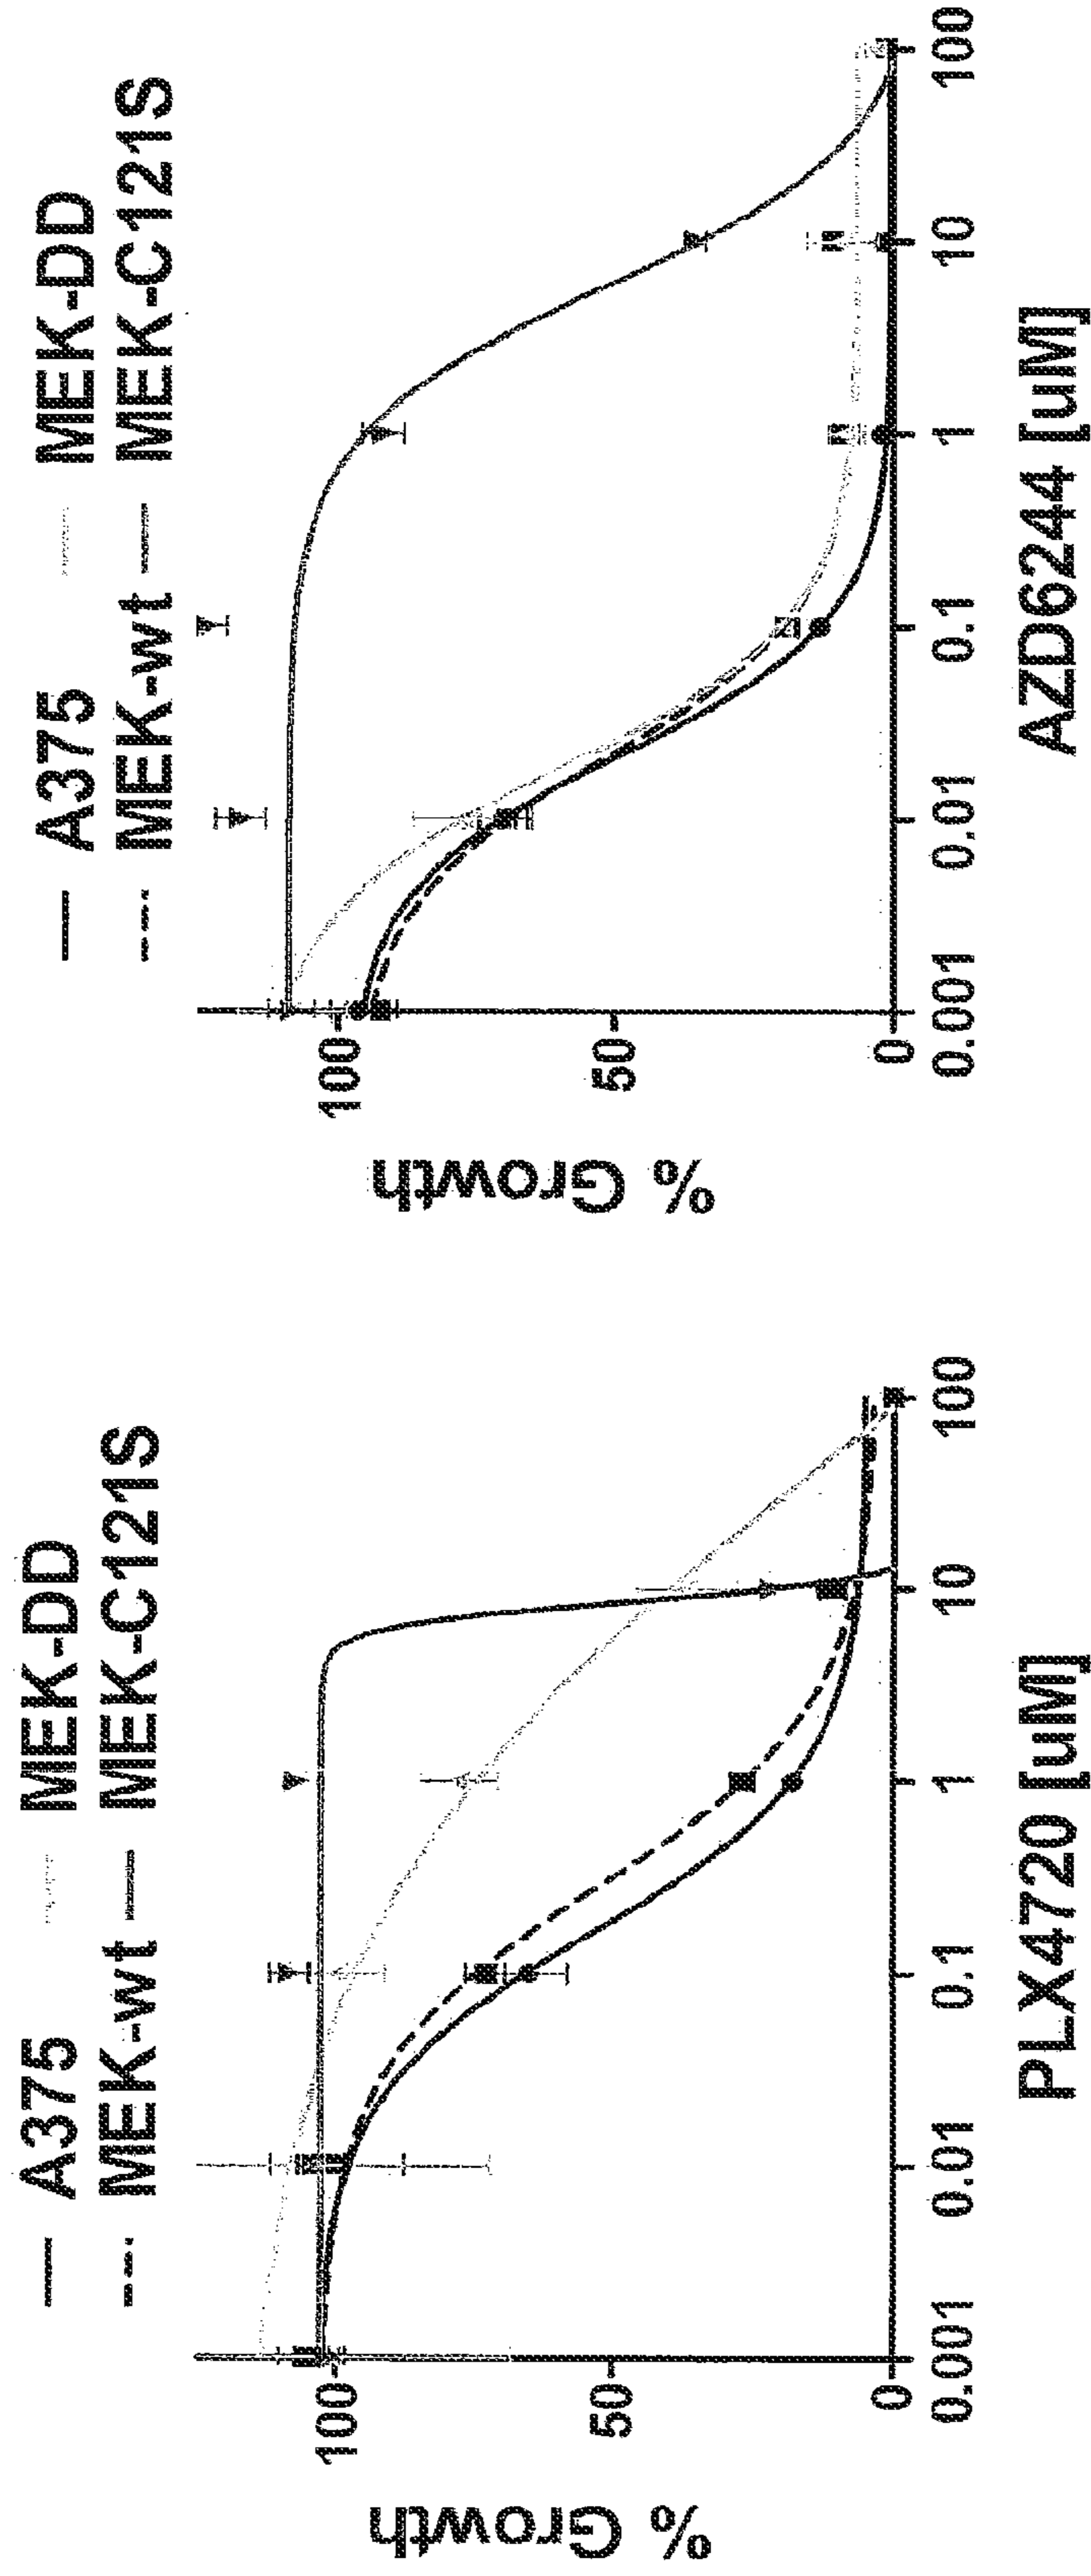 A375 MEK-DD
MEK-wt MEK-C121S
% Growth
100
50
0
0.001 0.01 0.1 1 10 100
PLX4720 [uM]
A375 MEK-DD
MEK-wt MEK-C121S
% Growth
100
50
0
0.001 0.01 0.1 1 10 100
AZD6244 [uM]